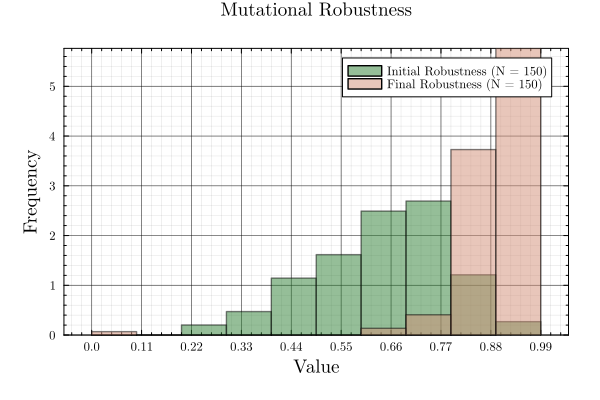 Mutational Robustness
Initial Robustness (N = 150)
Final Robustness (N = 150)
Frequency
5
4
3
2
1
0
0.0 0.11 0.22 0.33 0.44 0.55 0.66 0.77 0.88 0.99
Value